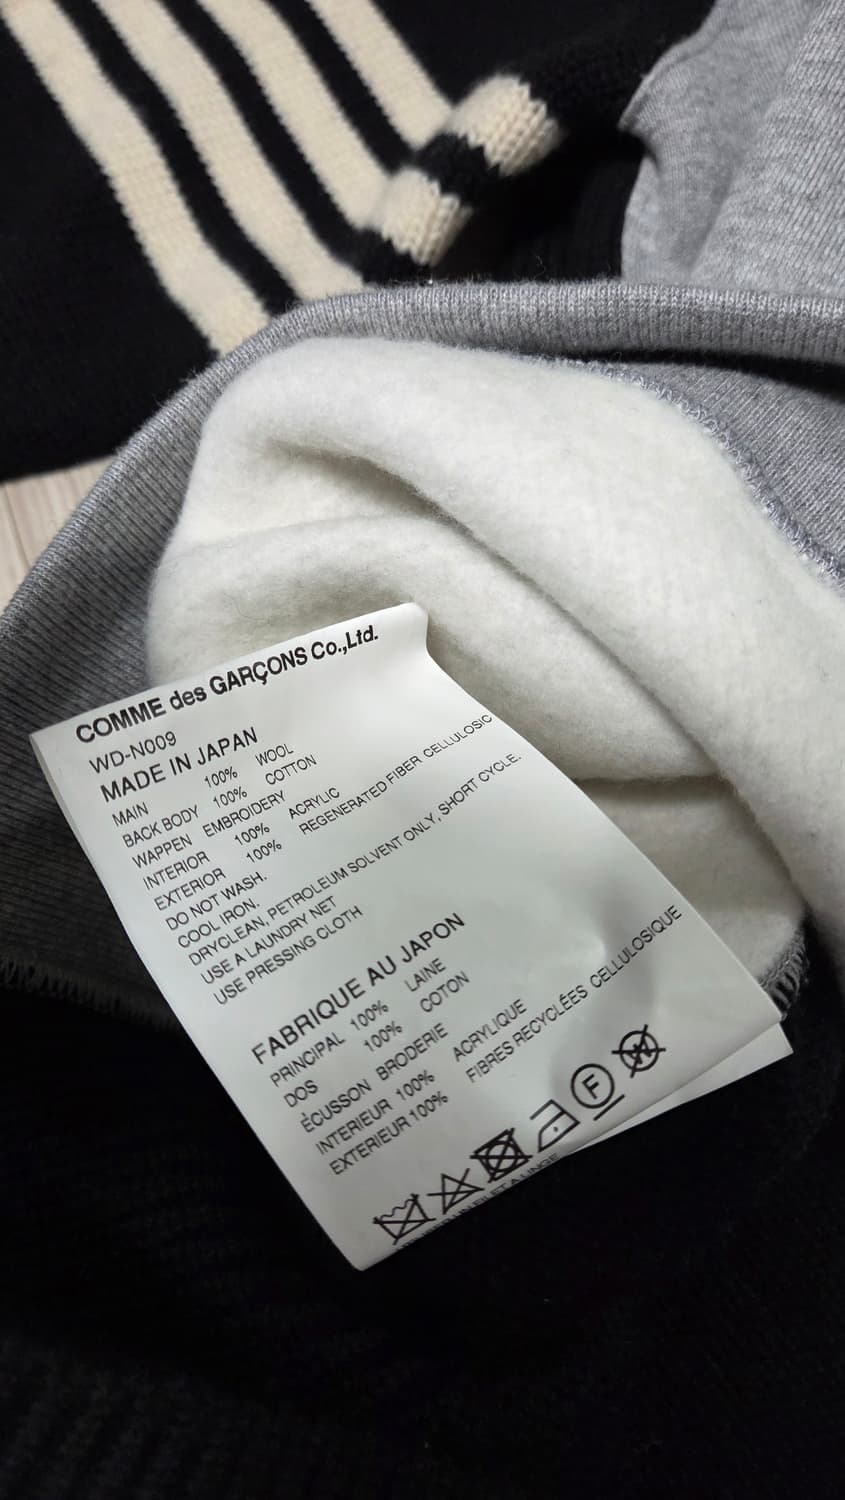 COMME des GARÇONS Co.,Ltd.
WD-N009
MADE IN JAPAN
MAIN 100% WOOL
BACK BODY 100% COTTON
WAPPEN EMBROIDERY
INTERIOR 100% ACRYLIC
EXTERIOR 100% REGENERATED FIBER CELLULOSIC
DO NOT WASH.
COOL IRON.
DRYCLEAN, PETROLEUM SOLVENT ONLY, SHORT CYCLE.
USE A LAUNDRY NET
USE PRESSING CLOTH
FABRIQUE AU JAPON
PRINCIPAL 100% LAINE
DOS 100% COTON
ÉCUSSON BRODERIE
INTERIEUR 100% ACRYLIQUE
EXTERIEUR 100% FIBRES RECYCLÉES CELLULOSIQUE
F
W
UN FILET A LINGE